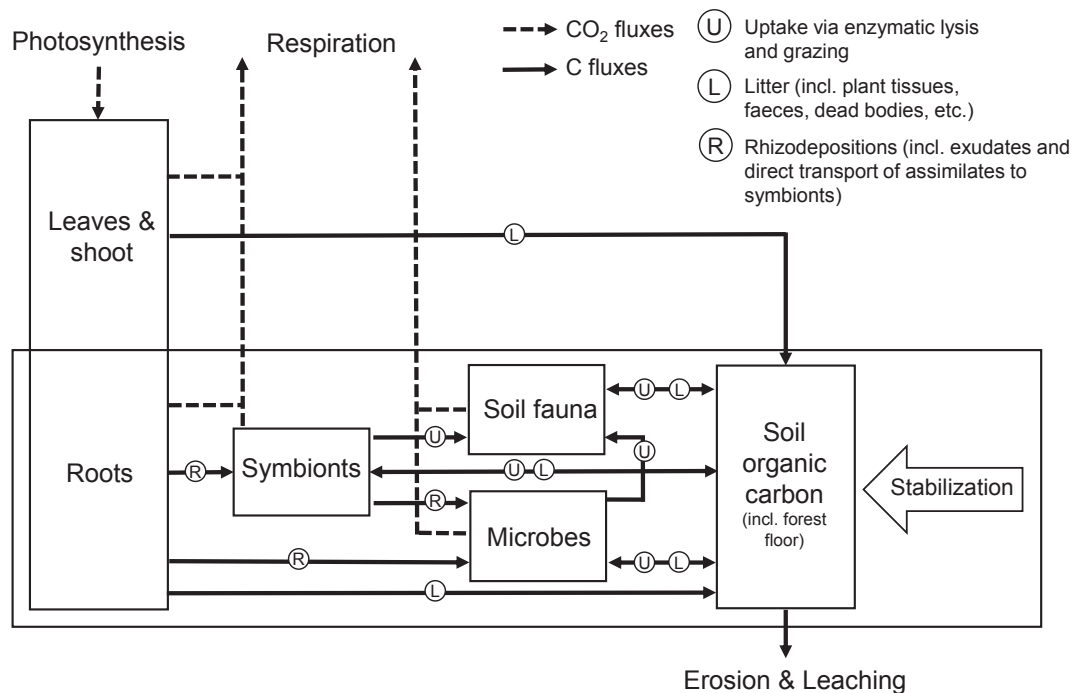 Photosynthesis
Respiration
CO₂ fluxes
C fluxes
U Uptake via enzymatic lysis
and grazing
L Litter (incl. plant tissues,
faeces, dead bodies, etc.)
R Rhizodepositions (incl. exudates and
direct transport of assimilates to
symbionts)
Leaves &
shoot
L
Soil fauna
U L
Soil
organic
carbon
(incl. forest
floor)
Roots
R
Symbionts
U
U
U L
R
Stabilization
Microbes
R
U L
L
Erosion & Leaching